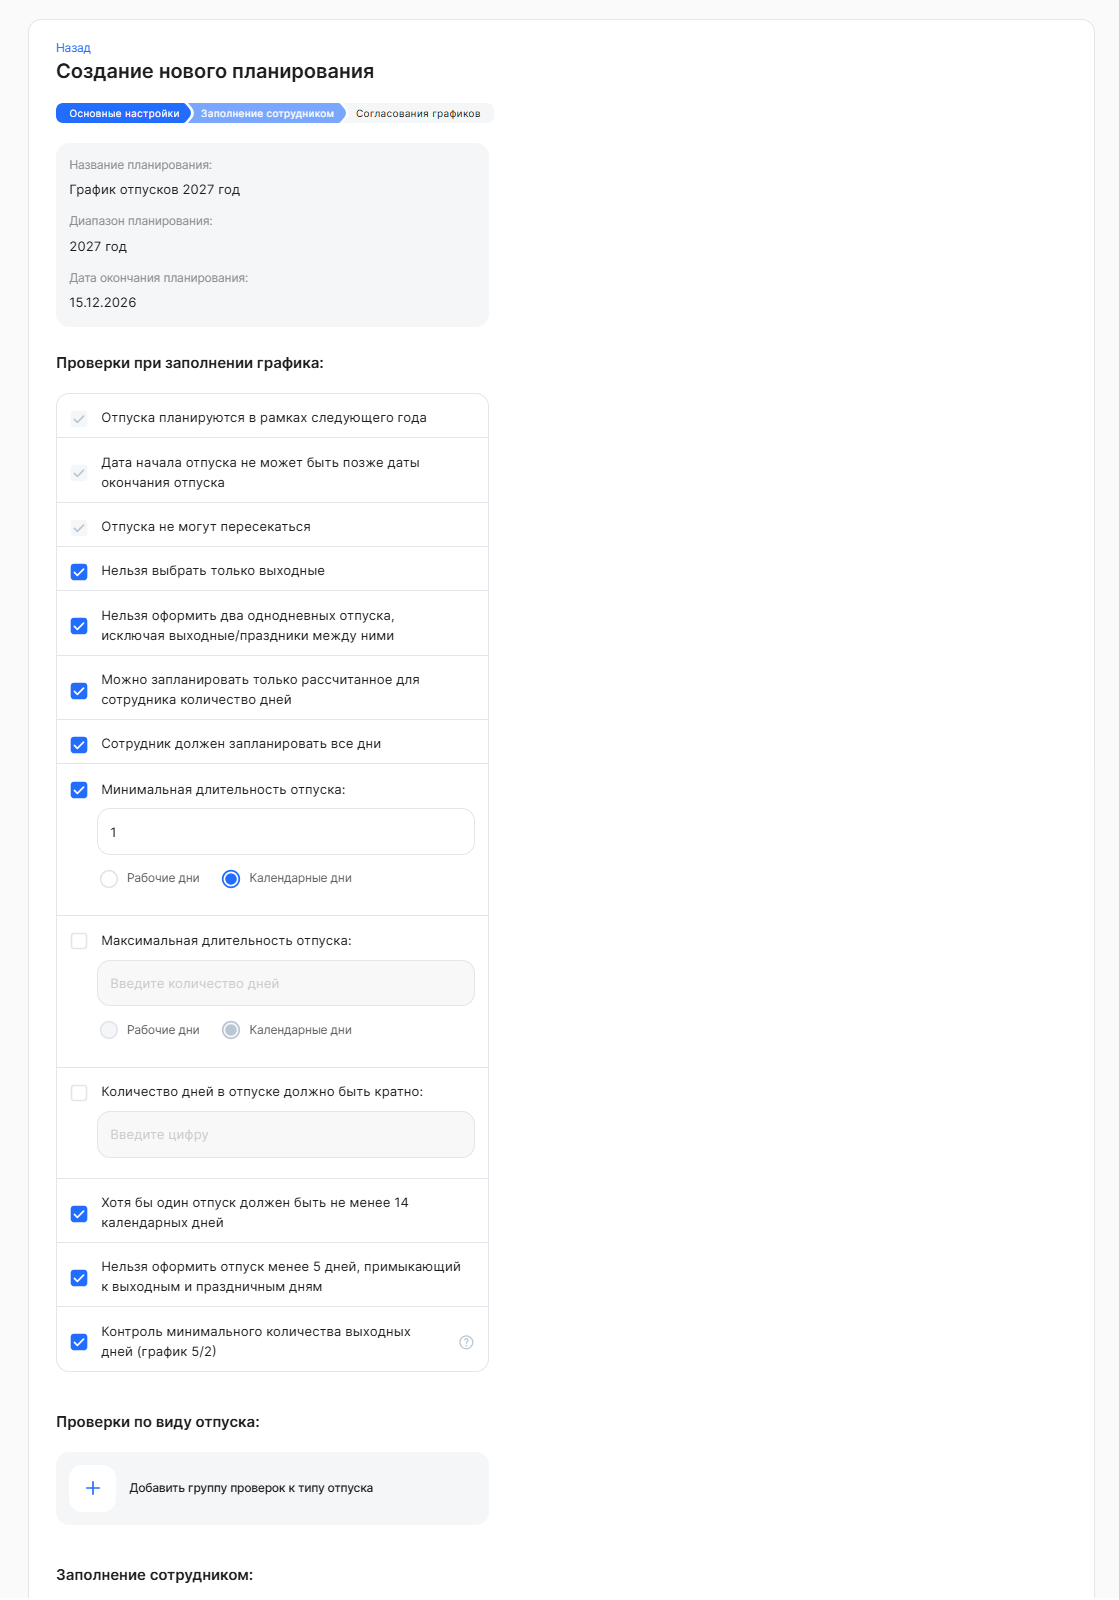 Назад
Создание нового планирования
Основные настройки
Заполнение сотрудником
Согласования графиков
Название планирования:
График отпусков 2027 год
Диапазон планирования:
2027 год
Дата окончания планирования:
15.12.2026
Проверки при заполнении графика:
Отпуска планируются в рамках следующего года
Дата начала отпуска не может быть позже даты
окончания отпуска
Отпуска не могут пересекаться
Нельзя выбрать только выходные
Нельзя оформить два однодневных отпуска,
исключая выходные/праздники между ними
Можно запланировать только рассчитанное для
сотрудника количество дней
Сотрудник должен запланировать все дни
Минимальная длительность отпуска:
1
Рабочие дни
Календарные дни
Максимальная длительность отпуска:
Введите количество дней
Рабочие дни
Календарные дни
Количество дней в отпуске должно быть кратно:
Введите цифру
Хотя бы один отпуск должен быть не менее 14
календарных дней
Нельзя оформить отпуск менее 5 дней, примыкающий
к выходным и праздничным дням
Контроль минимального количества выходных
дней (график 5/2)
?
Проверки по виду отпуска:
+
Добавить группу проверок к типу отпуска
Заполнение сотрудником: